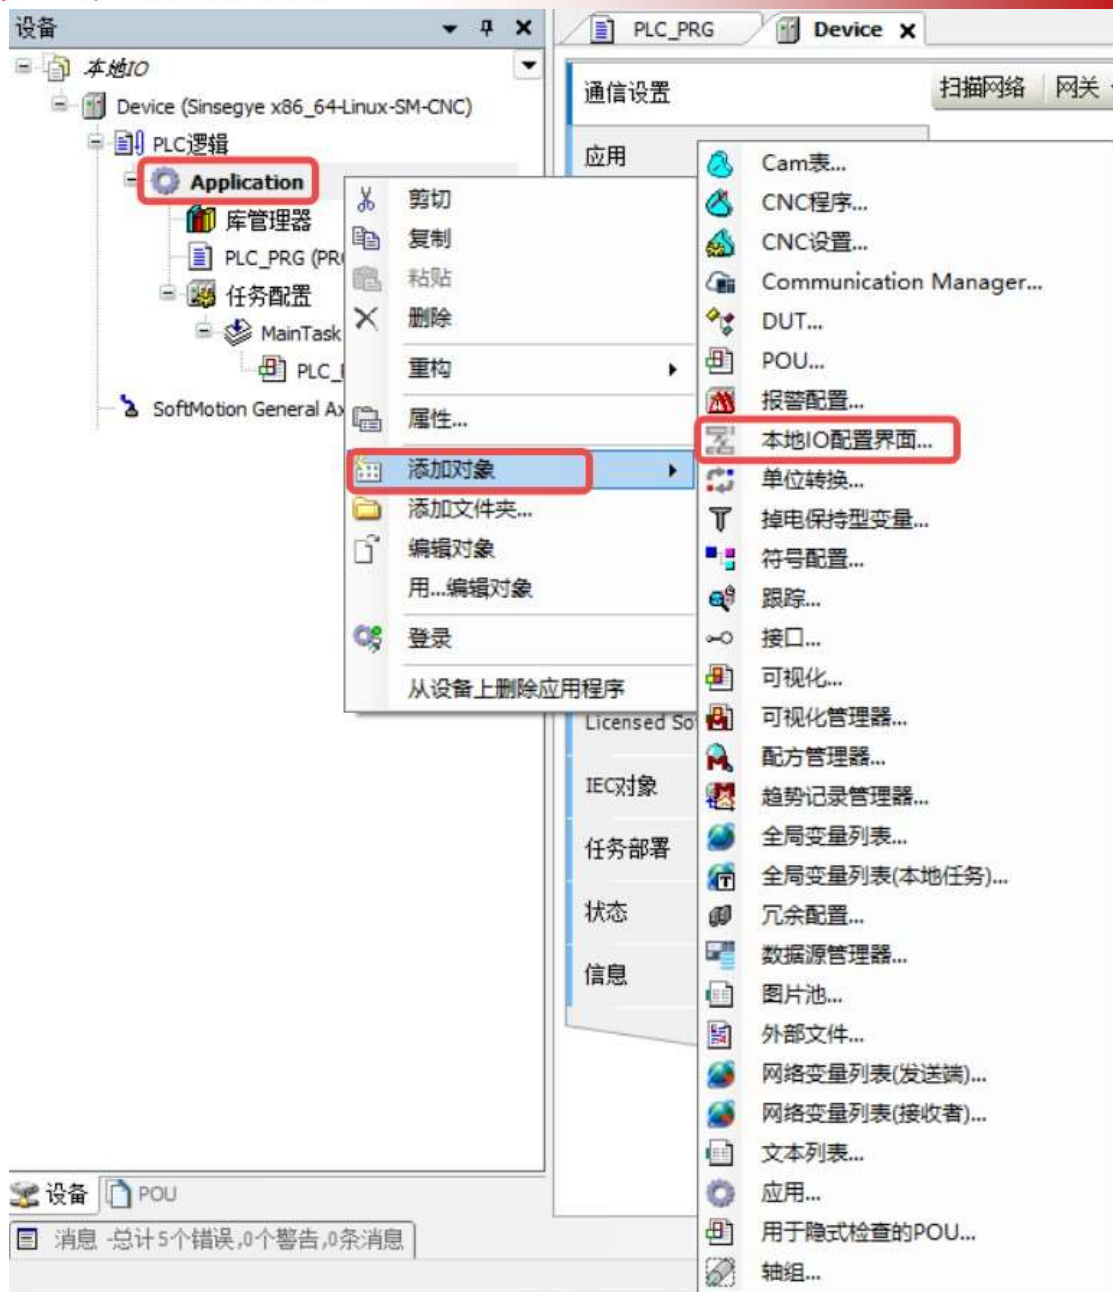 设备
本地IO
Device (Sinsegye x86_64-Linux-SM-CNC)
PLC逻辑
Application
库管理器
PLC_PRG (PR
任务配置
MainTask
PLC_
SoftMotion General Ax
剪切
复制
粘贴
删除
重构
属性...
添加对象
添加文件夹...
编辑对象
用...编辑对象
登录
从设备上删除应用程序
PLC_PRG
Device
通信设置
扫描网络
网关
应用
Licensed So
IEC对象
任务部署
状态
信息
Cam表...
CNC程序...
CNC设置...
Communication Manager...
DUT...
POU...
报警配置...
本地IO配置界面...
单位转换...
掉电保持型变量...
符号配置...
跟踪...
接口...
可视化...
可视化管理器...
配方管理器...
趋势记录管理器...
全局变量列表...
全局变量列表(本地任务)...
冗余配置...
数据源管理器...
图片池...
外部文件...
网络变量列表(发送端)...
网络变量列表(接收者)...
文本列表...
应用...
用于隐式检查的POU...
轴组...
设备
POU
消息 -总计5个错误,0个警告,0条消息